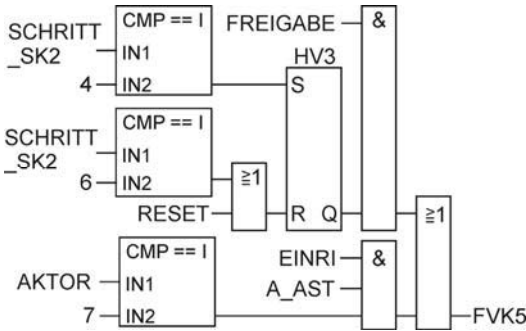 CMP == I
SCHRITT
_SK2
IN1
4
IN2
FREIGABE
&
HV3
S
R
Q
CMP == I
SCHRITT
_SK2
IN1
6
IN2
≧1
RESET
≧1
CMP == I
AKTOR
IN1
7
IN2
EINRI
&
A_AST
FVK5